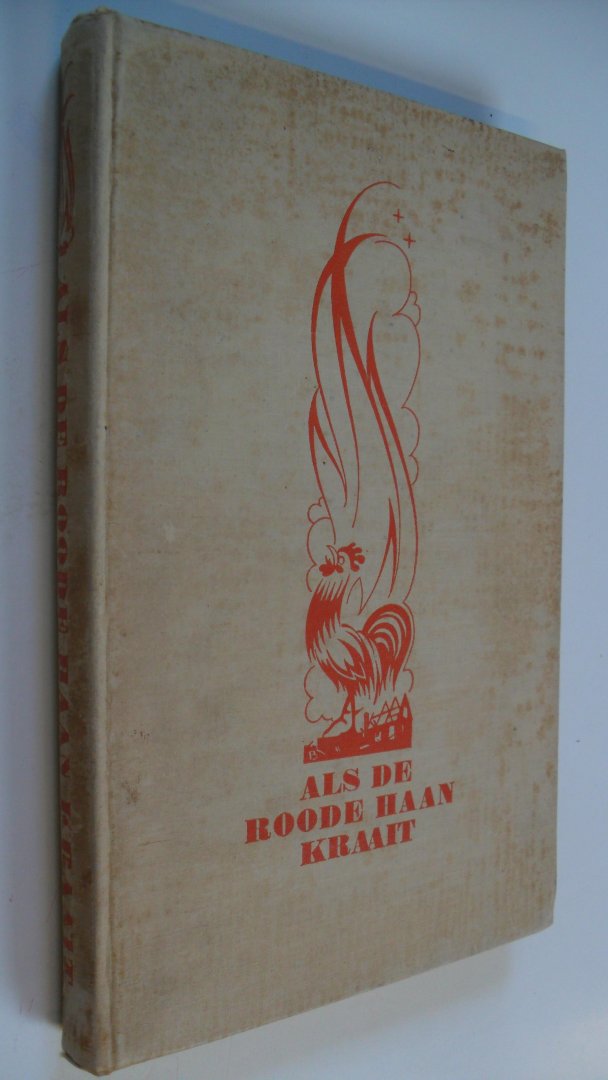 ALS DE ROODE HAAN KRAAIT
ALS DE
ROODE HAAN
KRAAIT